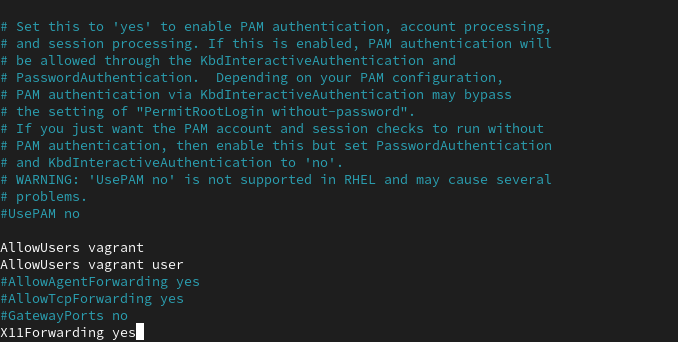 # Set this to 'yes' to enable PAM authentication, account processing,
# and session processing. If this is enabled, PAM authentication will
# be allowed through the KbdInteractiveAuthentication and
# PasswordAuthentication.  Depending on your PAM configuration,
# PAM authentication via KbdInteractiveAuthentication may bypass
# the setting of "PermitRootLogin without-password".
# If you just want the PAM account and session checks to run without
# PAM authentication, then enable this but set PasswordAuthentication
# and KbdInteractiveAuthentication to 'no'.
# WARNING: 'UsePAM no' is not supported in RHEL and may cause several
# problems.
#UsePAM no
AllowUsers vagrant
AllowUsers vagrant user
#AllowAgentForwarding yes
#AllowTcpForwarding yes
#GatewayPorts no
X11Forwarding yes